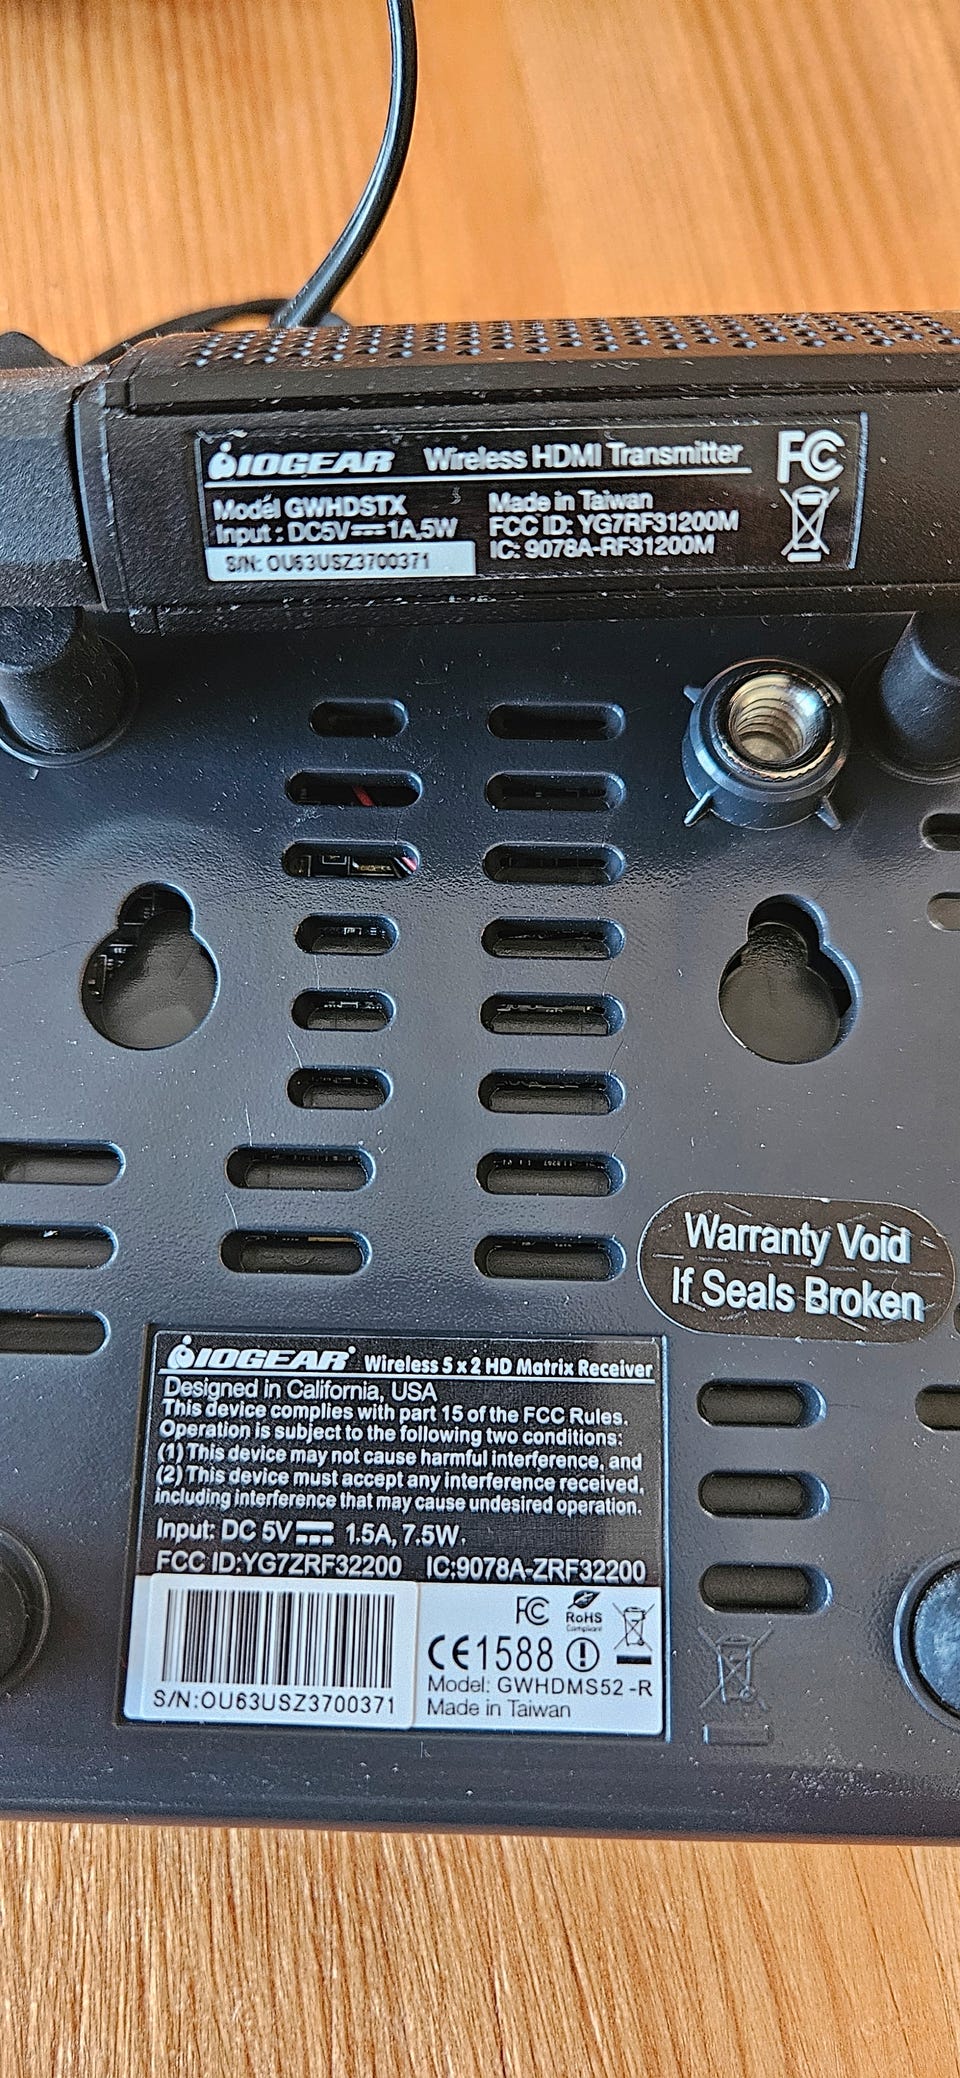 IOGEAR Wireless HDMI Transmitter
FC
Model GWHDSTX
Input : DC5V 1A,5W
S/N: OU63USZ3700371
Made in Taiwan
FCC ID: YG7RF31200M
IC: 9078A-RF31200M
Warranty Void
If Seals Broken
IOGEAR Wireless 5 x 2 HD Matrix Receiver
Designed in California, USA
This device complies with part 15 of the FCC Rules.
Operation is subject to the following two conditions:
(1) This device may not cause harmful interference, and
(2) This device must accept any interference received,
including interference that may cause undesired operation.
Input: DC 5V 1.5A, 7.5W.
FCC ID:YG7ZRF32200 IC:9078A-ZRF32200
S/N:OU63USZ3700371
FC RoHS
Compliant
CE1588
Model: GWHDMS52-R
Made in Taiwan